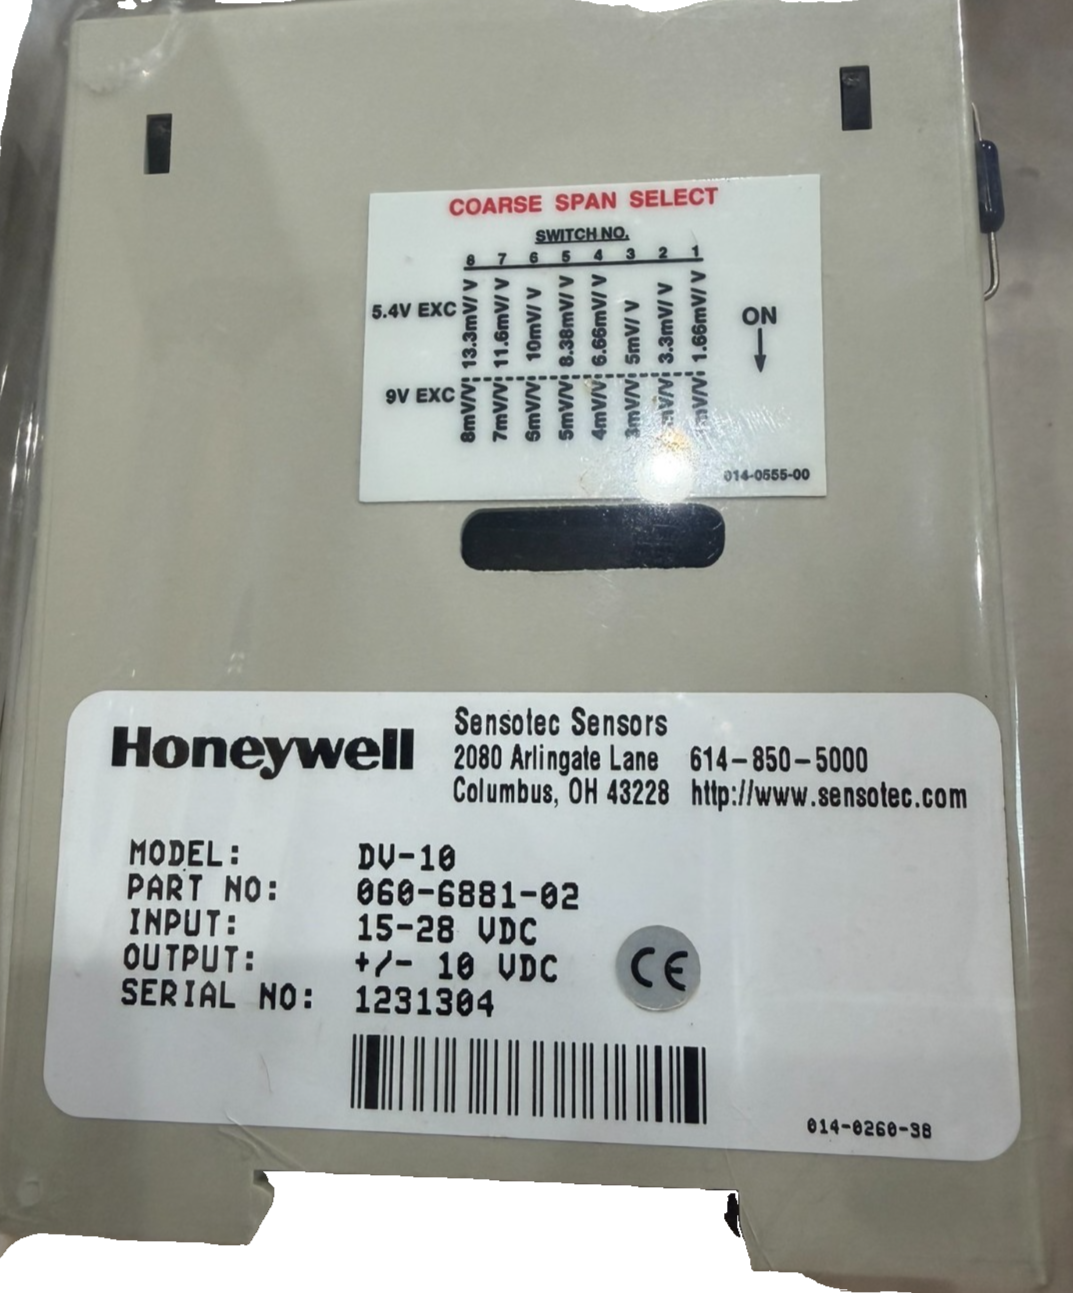 COARSE SPAN SELECT
SWITCH NO.
8 7 6 5 4 3 2 1
5.4V EXC 13.3mV/V 11.6mV/V 10mV/V 8.38mV/V 6.66mV/V 5mV/V 3.3mV/V 1.66mV/V
ON
9V EXC 8mV/V 7mV/V 6mV/V 5mV/V 4mV/V 3mV/V mV/V mV/V
014-0555-00
Honeywell
Sensotec Sensors
2080 Arlingate Lane 614-850-5000
Columbus, OH 43228 http://www.sensotec.com
MODEL: DV-10
PART NO: 060-6881-02
INPUT: 15-28 VDC
OUTPUT: +/- 10 VDC
CE
SERIAL NO: 1231304
014-0260-38